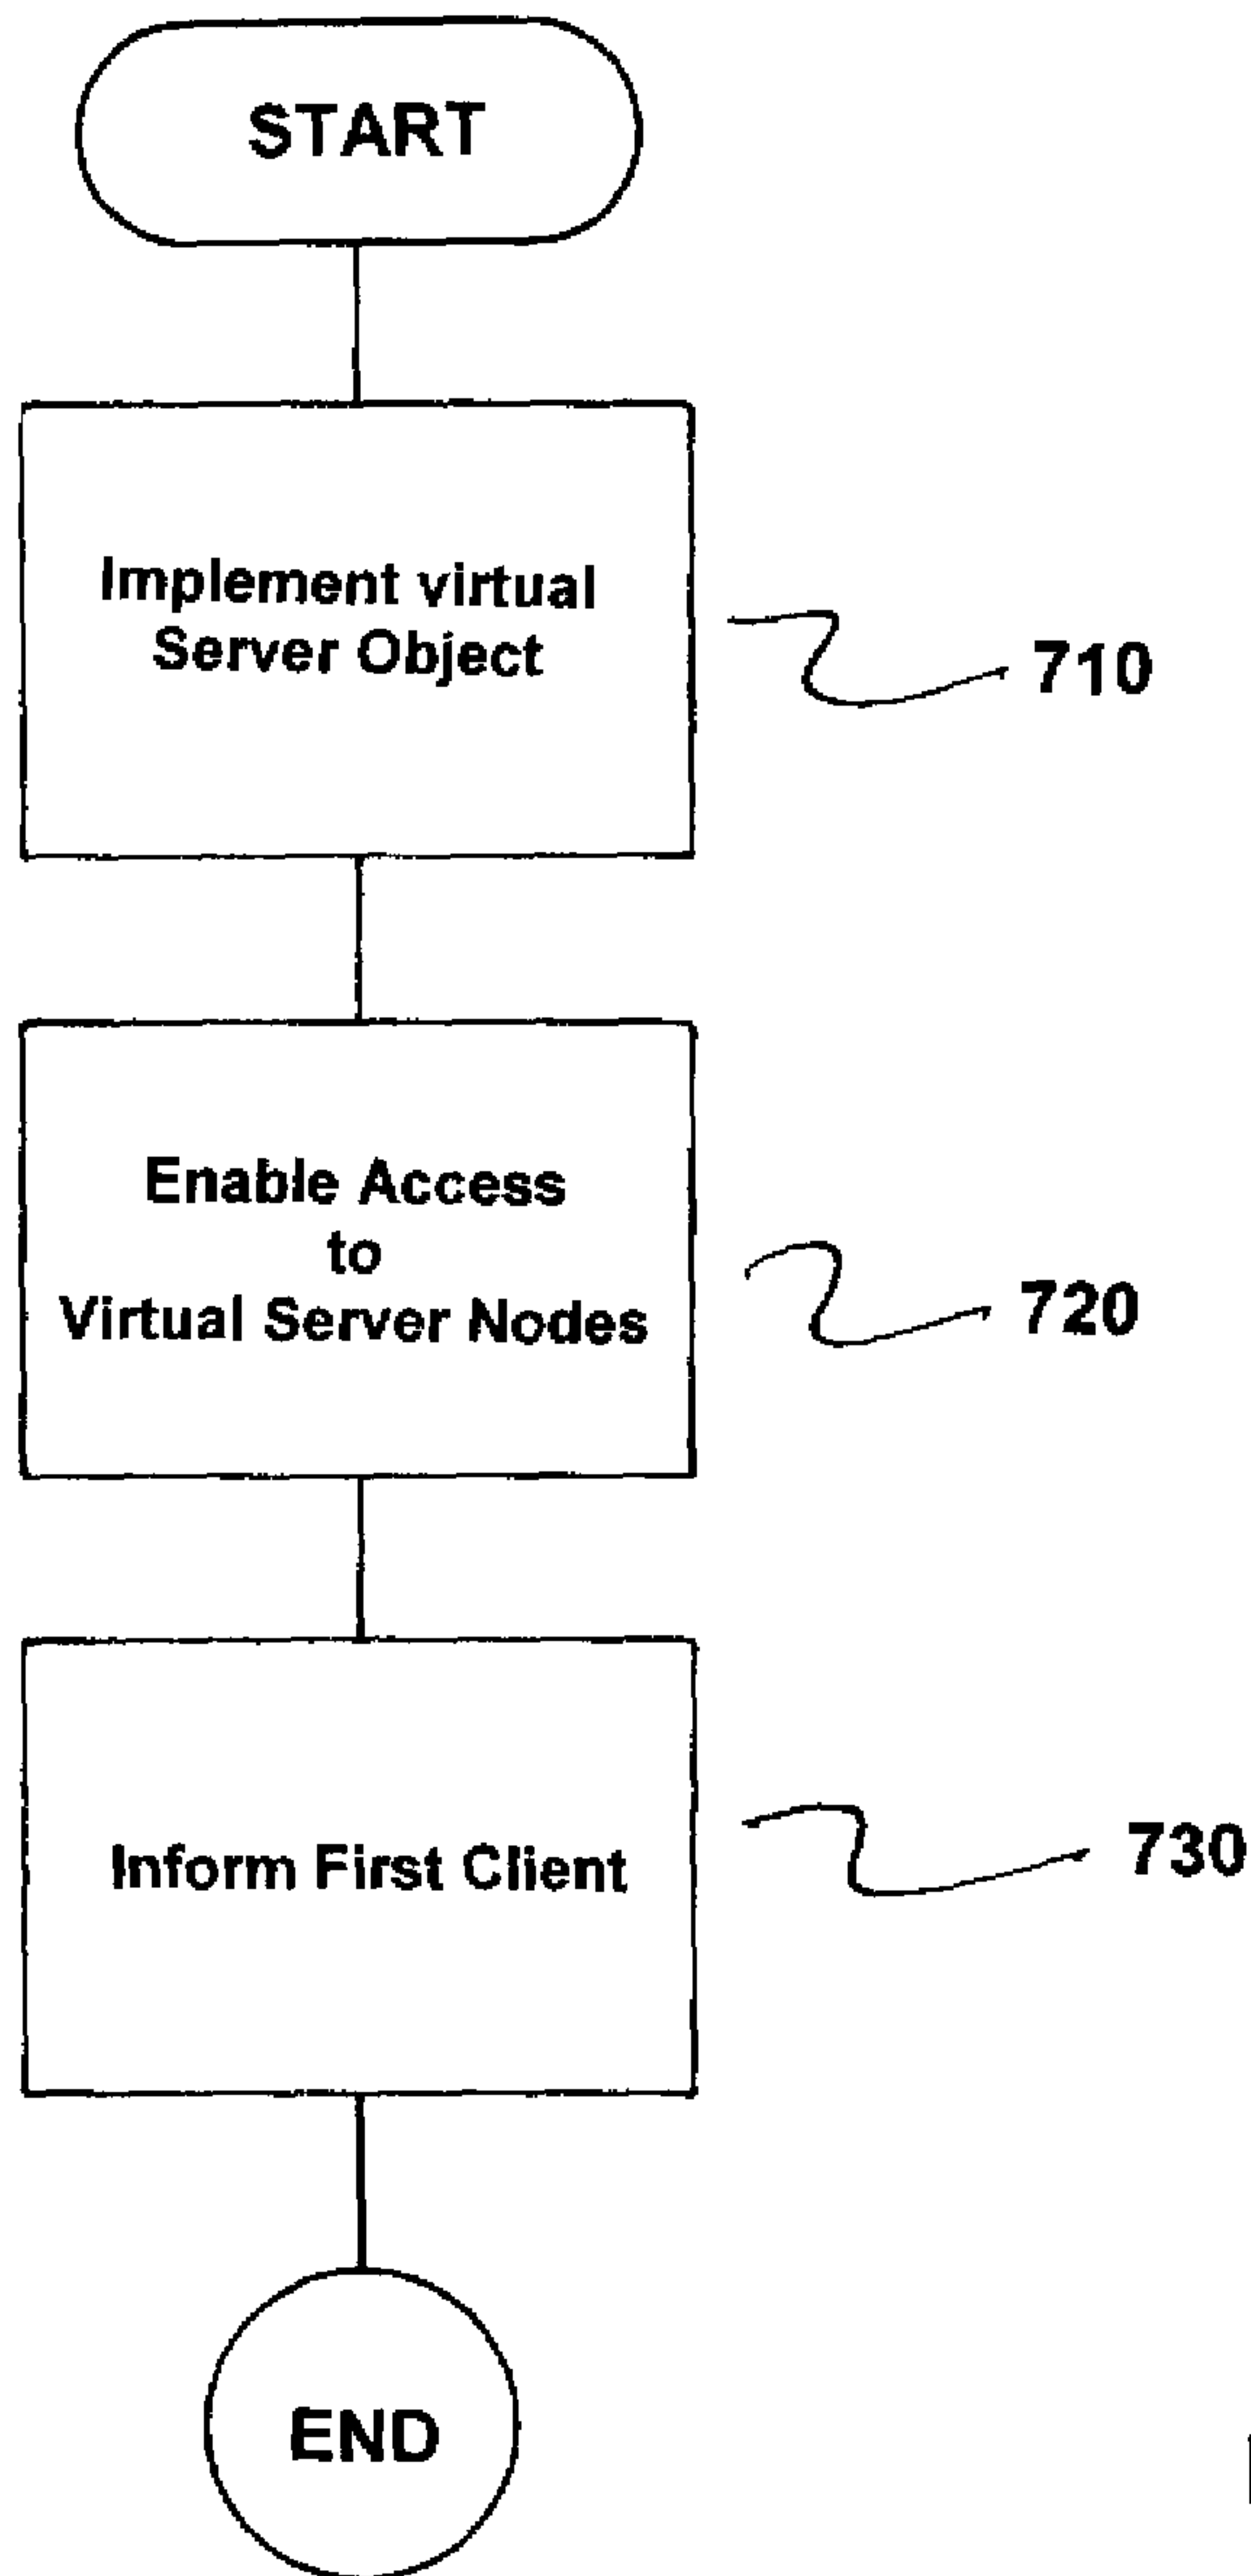 START
Implement virtual
Server Object
710
Enable Access
to
Virtual Server Nodes
720
Inform First Client
730
END